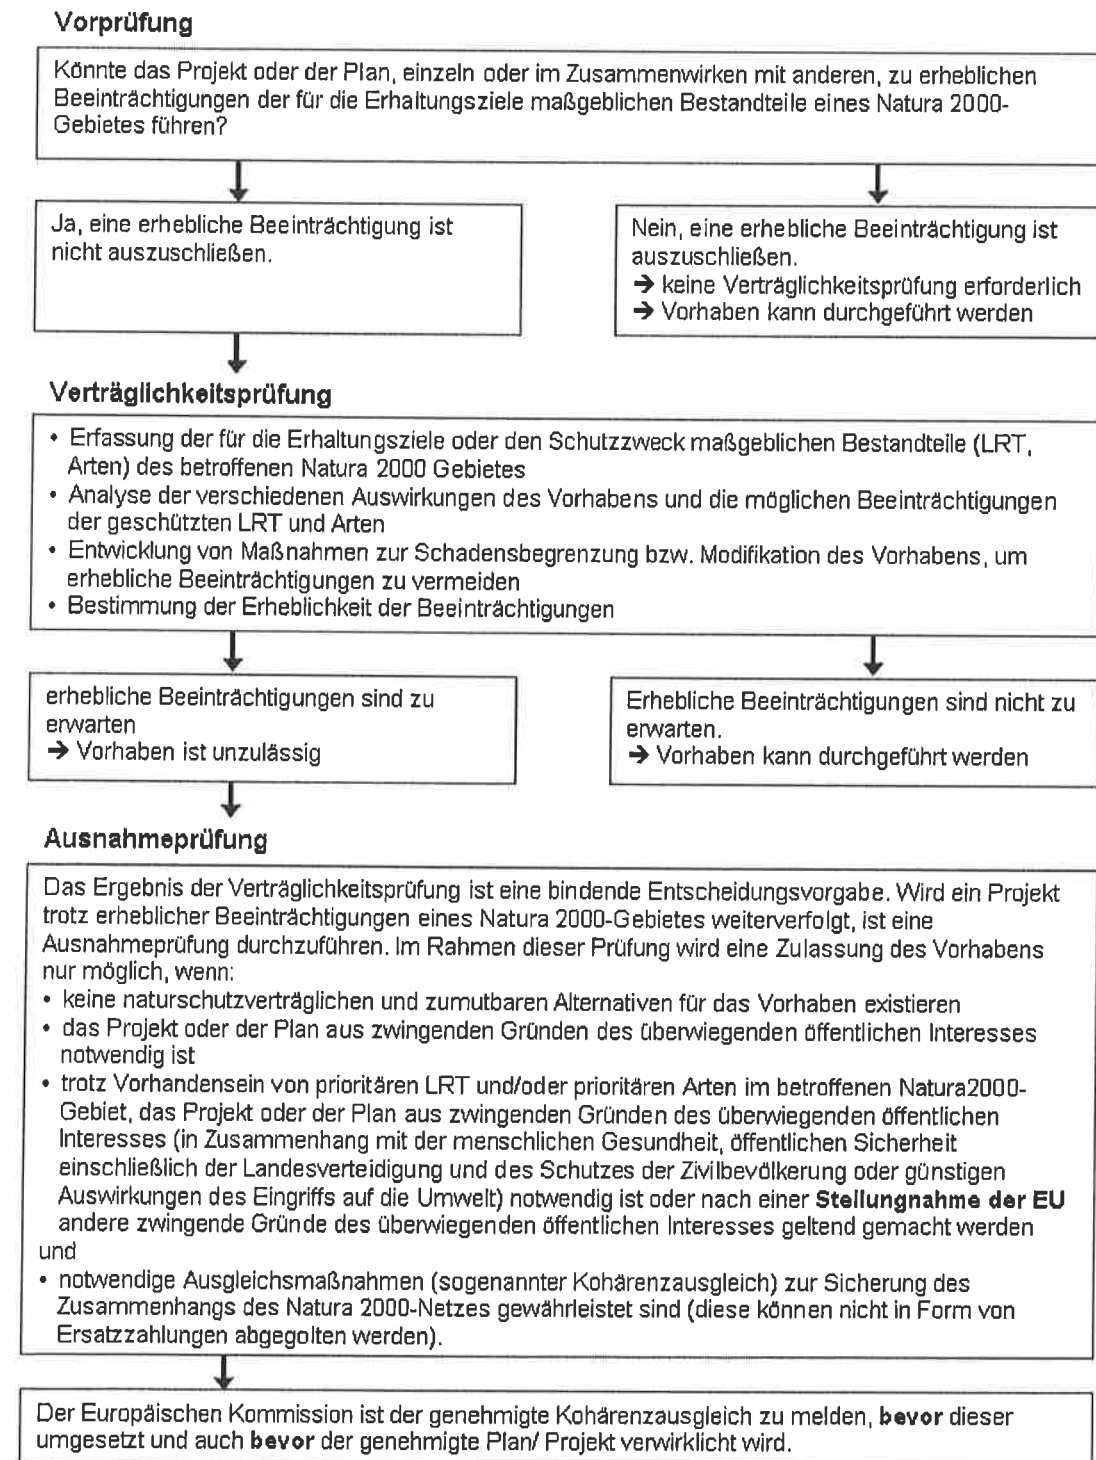 Vorprüfung
Könnte das Projekt oder der Plan, einzeln oder im Zusammenwirken mit anderen, zu erheblichen
Beeinträchtigungen der für die Erhaltungsziele maßgeblichen Bestandteile eines Natura 2000-
Gebietes führen?
Ja, eine erhebliche Beeinträchtigung ist
nicht auszuschließen.
Nein, eine erhebliche Beeinträchtigung ist
auszuschließen.
➔ keine Verträglichkeitsprüfung erforderlich
➔ Vorhaben kann durchgeführt werden
Verträglichkeitsprüfung
• Erfassung der für die Erhaltungsziele oder den Schutzzweck maßgeblichen Bestandteile (LRT,
Arten) des betroffenen Natura 2000 Gebietes
• Analyse der verschiedenen Auswirkungen des Vorhabens und die möglichen Beeinträchtigungen
der geschützten LRT und Arten
• Entwicklung von Maßnahmen zur Schadensbegrenzung bzw. Modifikation des Vorhabens, um
erhebliche Beeinträchtigungen zu vermeiden
• Bestimmung der Erheblichkeit der Beeinträchtigungen
erhebliche Beeinträchtigungen sind zu
erwarten
➔ Vorhaben ist unzulässig
Erhebliche Beeinträchtigungen sind nicht zu
erwarten.
➔ Vorhaben kann durchgeführt werden
Ausnahmeprüfung
Das Ergebnis der Verträglichkeitsprüfung ist eine bindende Entscheidungsvorgabe. Wird ein Projekt
trotz erheblicher Beeinträchtigungen eines Natura 2000-Gebietes weiterverfolgt, ist eine
Ausnahmeprüfung durchzuführen. Im Rahmen dieser Prüfung wird eine Zulassung des Vorhabens
nur möglich, wenn:
• keine naturschutzverträglichen und zumutbaren Alternativen für das Vorhaben existieren
• das Projekt oder der Plan aus zwingenden Gründen des überwiegenden öffentlichen Interesses
notwendig ist
• trotz Vorhandensein von prioritären LRT und/oder prioritären Arten im betroffenen Natura2000-
Gebiet, das Projekt oder der Plan aus zwingenden Gründen des überwiegenden öffentlichen
Interesses (in Zusammenhang mit der menschlichen Gesundheit, öffentlichen Sicherheit
einschließlich der Landesverteidigung und des Schutzes der Zivilbevölkerung oder günstigen
Auswirkungen des Eingriffs auf die Umwelt) notwendig ist oder nach einer Stellungnahme der EU
andere zwingende Gründe des überwiegenden öffentlichen Interesses geltend gemacht werden
und
• notwendige Ausgleichsmaßnahmen (sogenannter Kohärenzausgleich) zur Sicherung des
Zusammenhangs des Natura 2000-Netzes gewährleistet sind (diese können nicht in Form von
Ersatzzahlungen abgegolten werden).
Der Europäischen Kommission ist der genehmigte Kohärenzausgleich zu melden, bevor dieser
umgesetzt und auch bevor der genehmigte Plan/ Projekt verwirklicht wird.